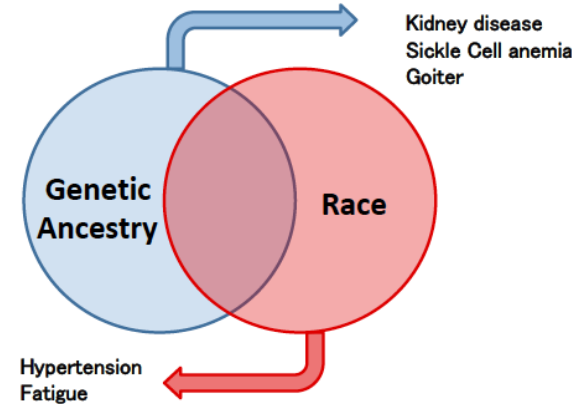 Kidney disease
Sickle Cell anemia
Goiter
Genetic
Ancestry
Race
Hypertension
Fatigue